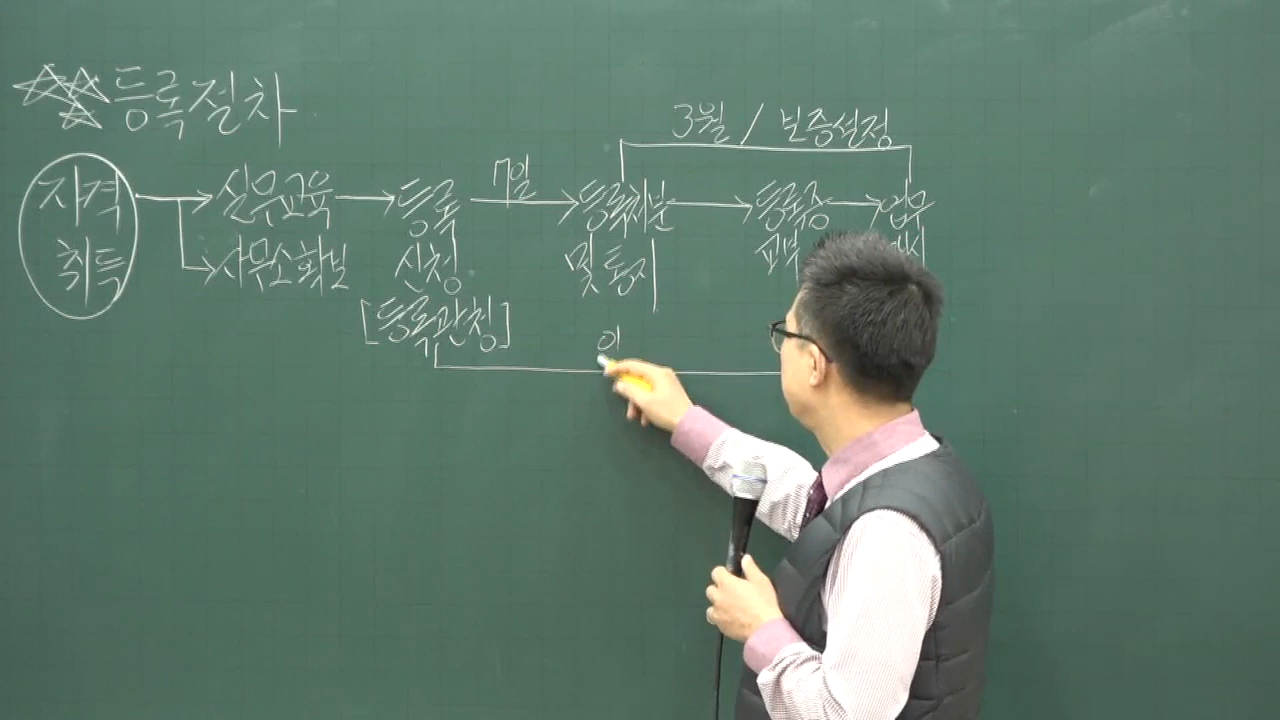 등록절차
3월 / 보증설정
자격 취득
실무교육
사무소확보
등록 신청
[등록관청]
7일
등록처분 및 통지
등록증 교부
업무
이